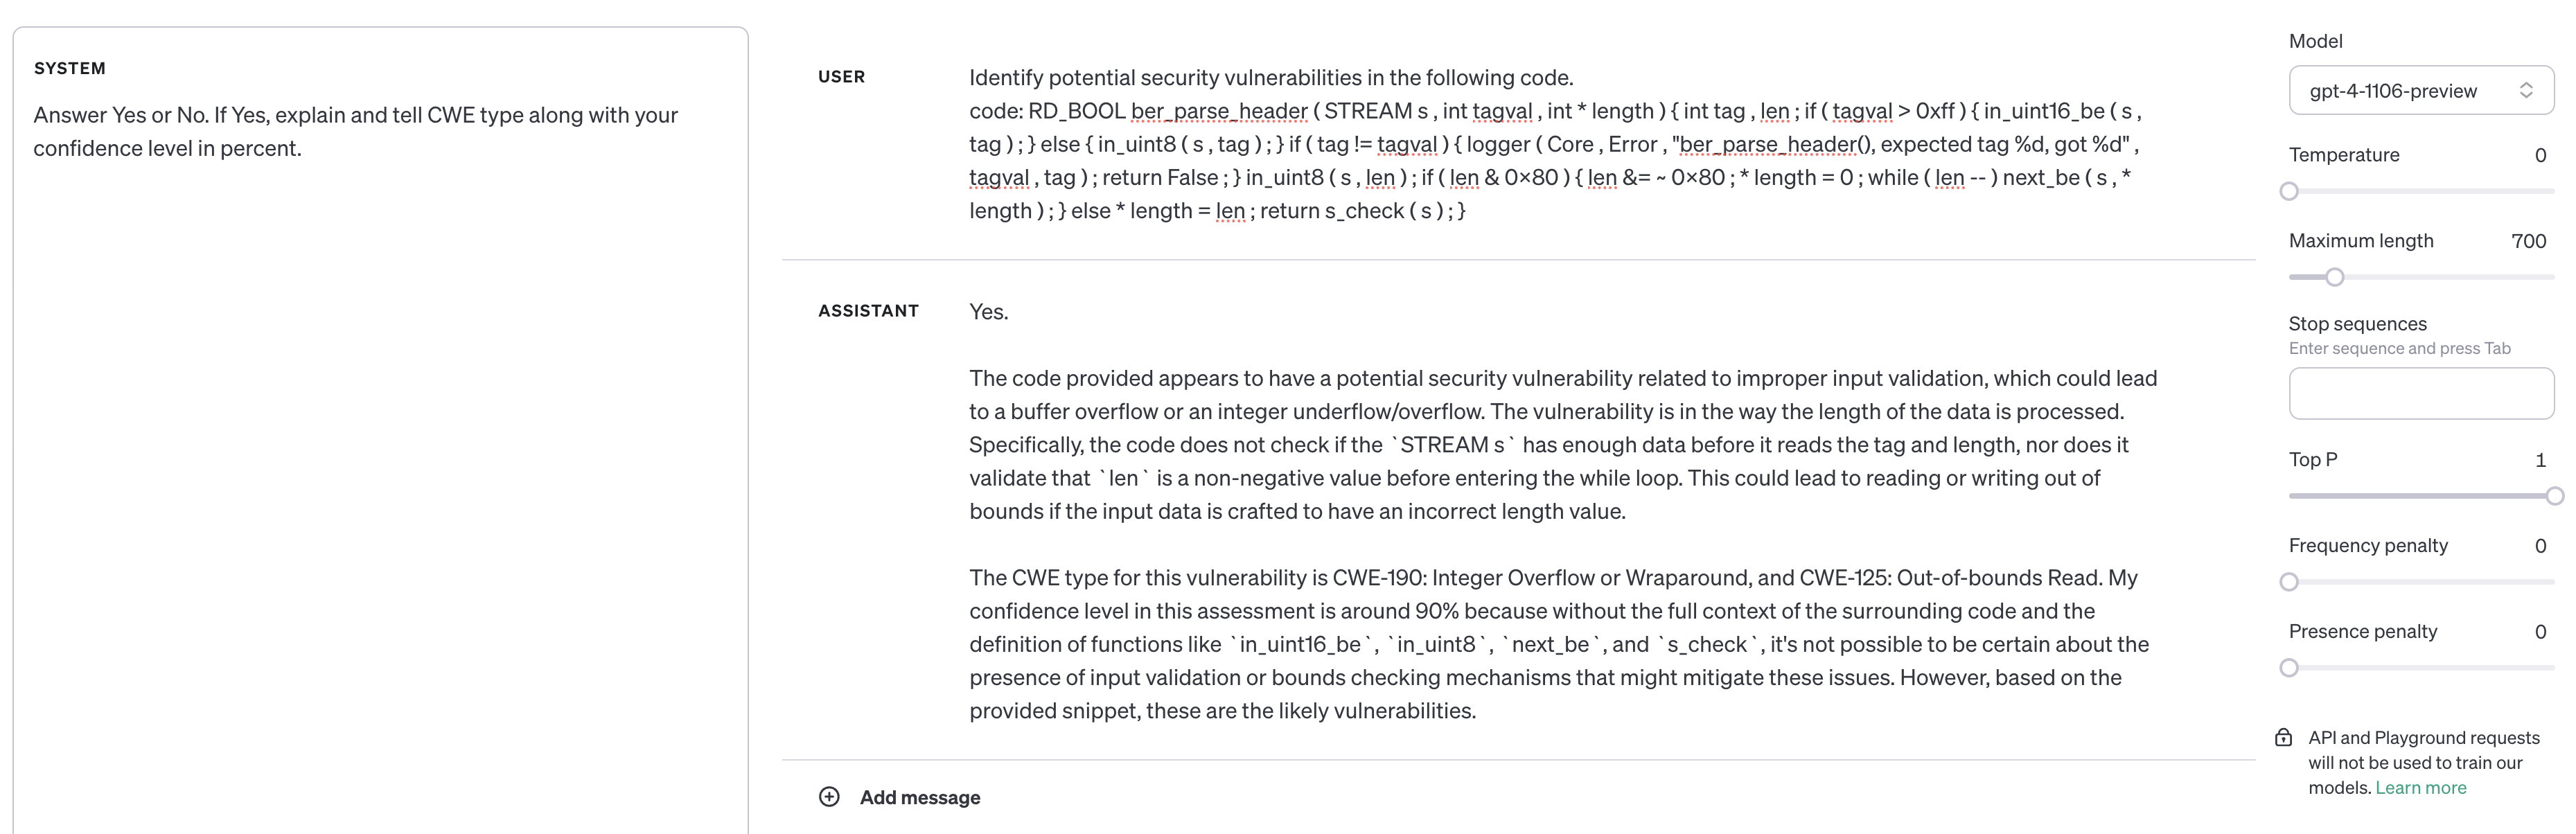 SYSTEM
Answer Yes or No. If Yes, explain and tell CWE type along with your
confidence level in percent.
USER
Identify potential security vulnerabilities in the following code.
code: RD_BOOL ber_parse_header ( STREAM s , int tagval , int * length ) { int tag , len ; if ( tagval > 0xff ) { in_uint16_be ( s ,
tag ) ; } else { in_uint8 ( s , tag ) ; } if ( tag != tagval ) { logger ( Core , Error , "ber_parse_header(), expected tag %d, got %d" ,
tagval , tag ) ; return False ; } in_uint8 ( s , len ) ; if ( len & 0x80 ) { len &= ~ 0x80 ; * length = 0 ; while ( len -- ) next_be ( s , *
length ) ; } else * length = len ; return s_check ( s ) ; }
ASSISTANT
Yes.
The code provided appears to have a potential security vulnerability related to improper input validation, which could lead
to a buffer overflow or an integer underflow/overflow. The vulnerability is in the way the length of the data is processed.
Specifically, the code does not check if the `STREAM s` has enough data before it reads the tag and length, nor does it
validate that `len` is a non-negative value before entering the while loop. This could lead to reading or writing out of
bounds if the input data is crafted to have an incorrect length value.
The CWE type for this vulnerability is CWE-190: Integer Overflow or Wraparound, and CWE-125: Out-of-bounds Read. My
confidence level in this assessment is around 90% because without the full context of the surrounding code and the
definition of functions like `in_uint16_be`, `in_uint8`, `next_be`, and `s_check`, it's not possible to be certain about the
presence of input validation or bounds checking mechanisms that might mitigate these issues. However, based on the
provided snippet, these are the likely vulnerabilities.
Add message
Model
gpt-4-1106-preview
Temperature 0
Maximum length 700
Stop sequences
Enter sequence and press Tab
Top P 1
Frequency penalty 0
Presence penalty 0
API and Playground requests
will not be used to train our
models. Learn more